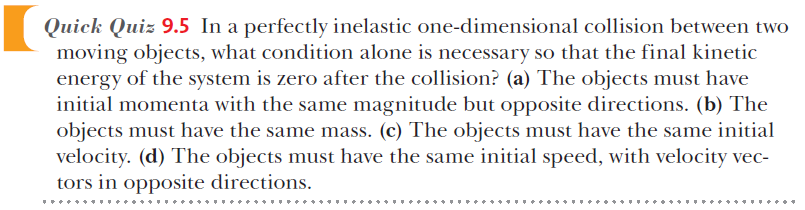 Quick Quiz 9.5 In a perfectly inelastic one-dimensional collision between two
moving objects, what condition alone is necessary so that the final kinetic
energy of the system is zero after the collision? (a) The objects must have
initial momenta with the same magnitude but opposite directions. (b) The
objects must have the same mass. (c) The objects must have the same initial
velocity. (d) The objects must have the same initial speed, with velocity vec-
tors in opposite directions.